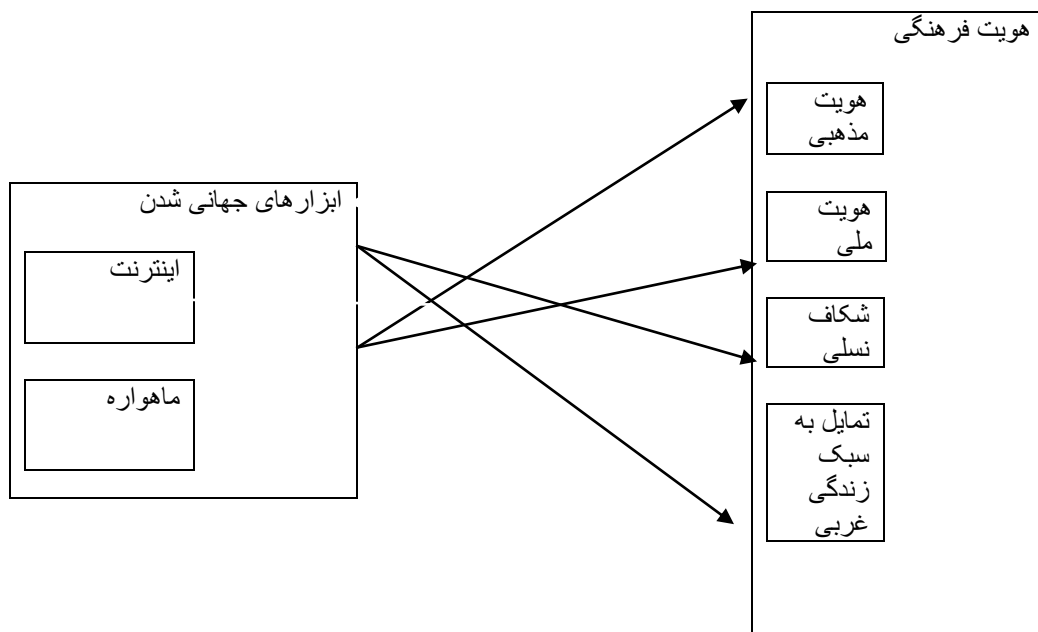 هویت فرهنگی
هویت
مذهبی
هویت
ملی
شکاف
نسلی
تمایل به
سبک
زندگی
غربی
ابزارهای جهانی شدن
اینترنت
ماهواره